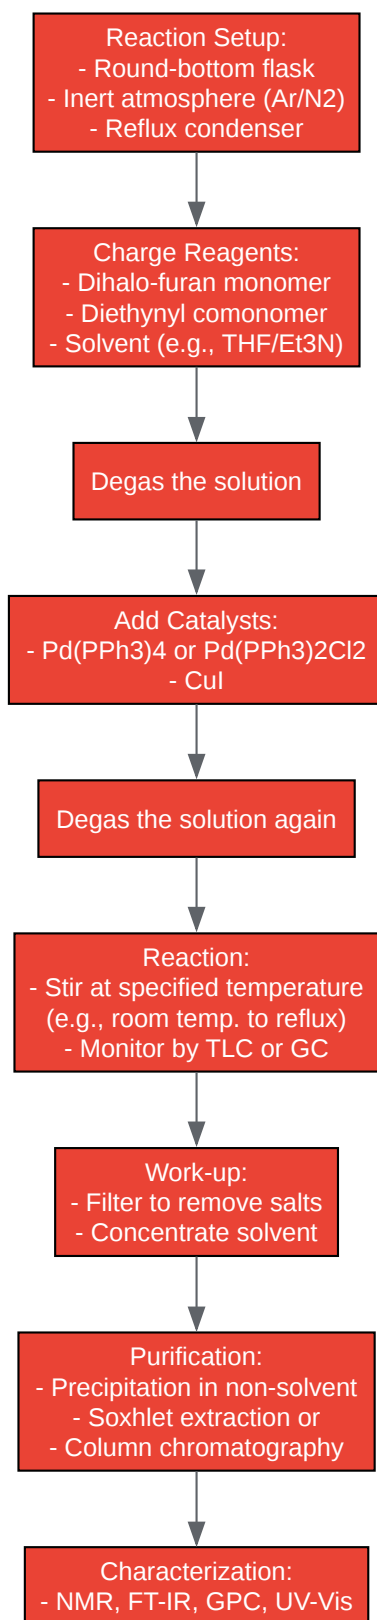 Reaction Setup:
- Round-bottom flask
- Inert atmosphere (Ar/N2)
- Reflux condenser
Charge Reagents:
- Dihalo-furan monomer
- Diethynyl comonomer
- Solvent (e.g., THF/Et3N)
Degas the solution
Add Catalysts:
- Pd(PPh3)4 or Pd(PPh3)2Cl2
- CuI
Degas the solution again
Reaction:
- Stir at specified temperature
(e.g., room temp. to reflux)
- Monitor by TLC or GC
Work-up:
- Filter to remove salts
- Concentrate solvent
Purification:
- Precipitation in non-solvent
- Soxhlet extraction or
- Column chromatography
Characterization:
- NMR, FT-IR, GPC, UV-Vis